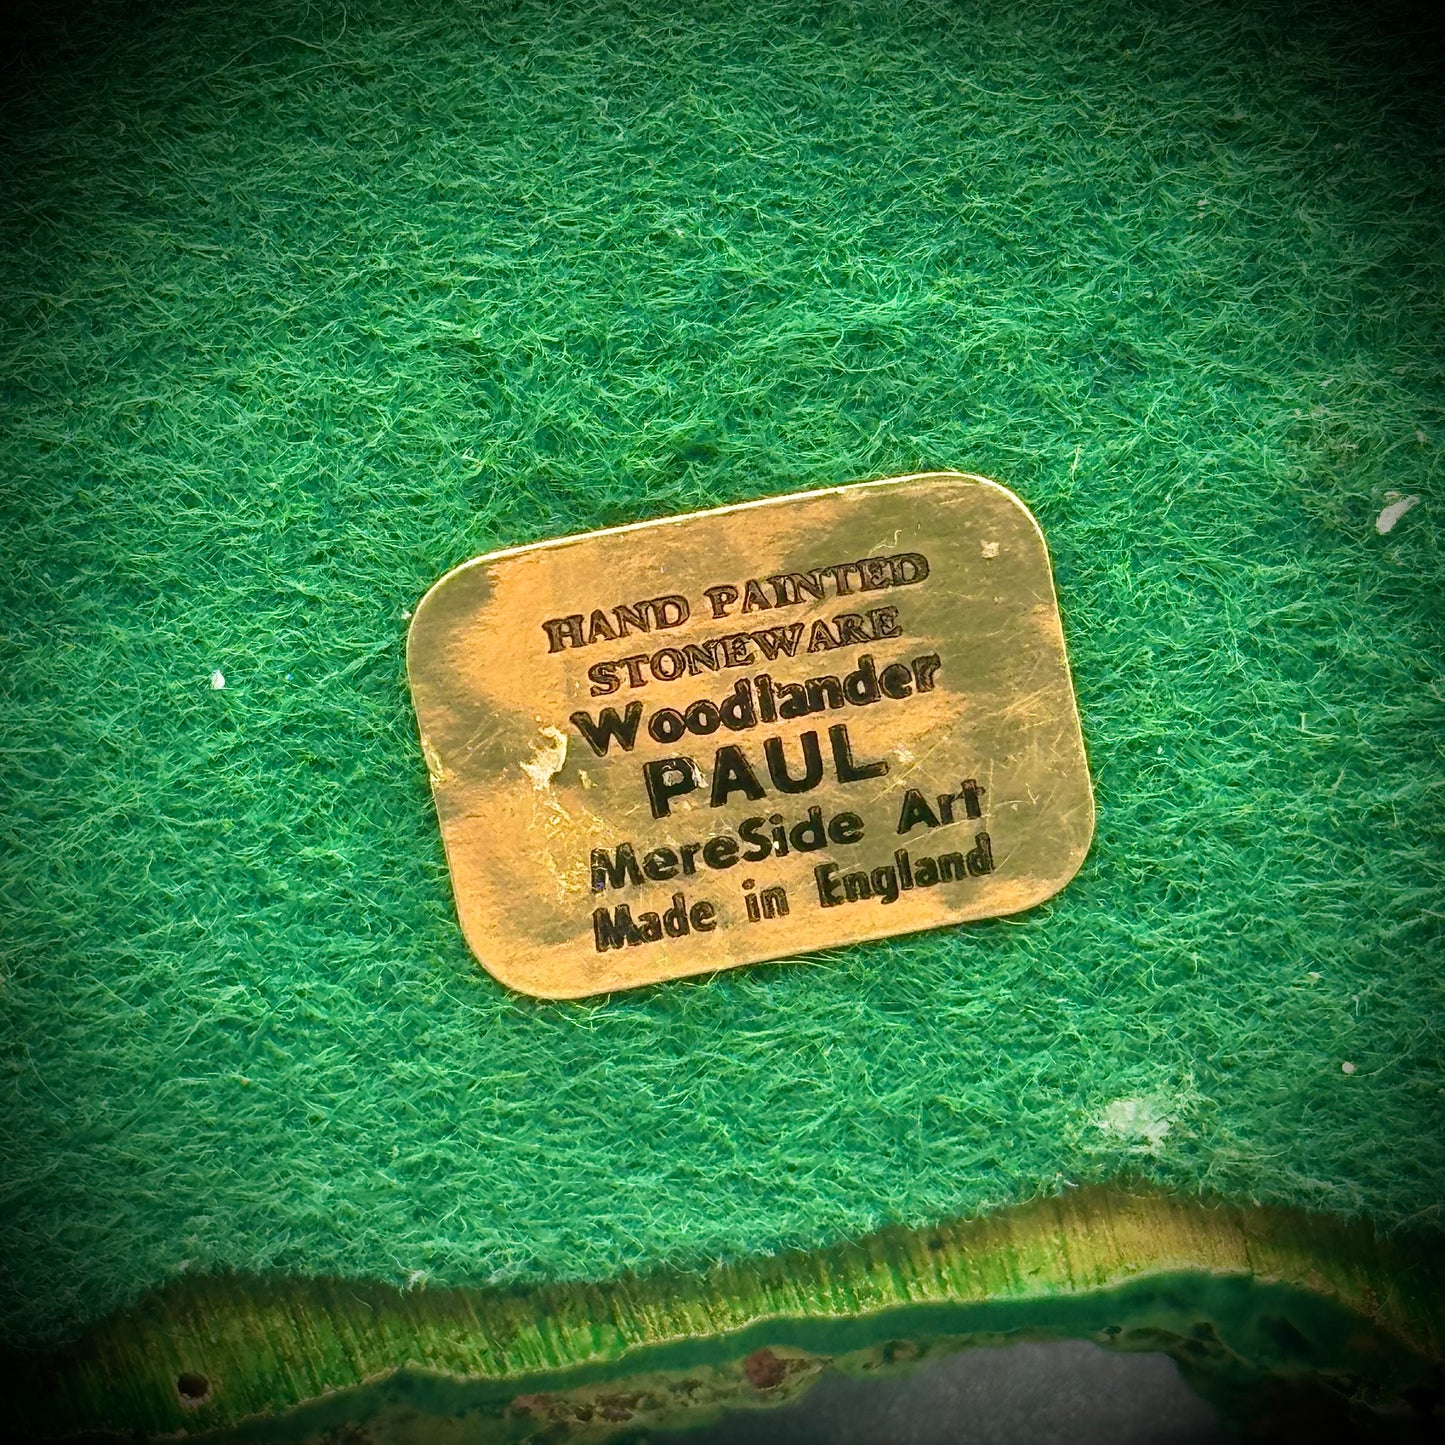 HAND PAINTED
STONEWARE
Woodlander
PAUL
MereSide Art
Made in England